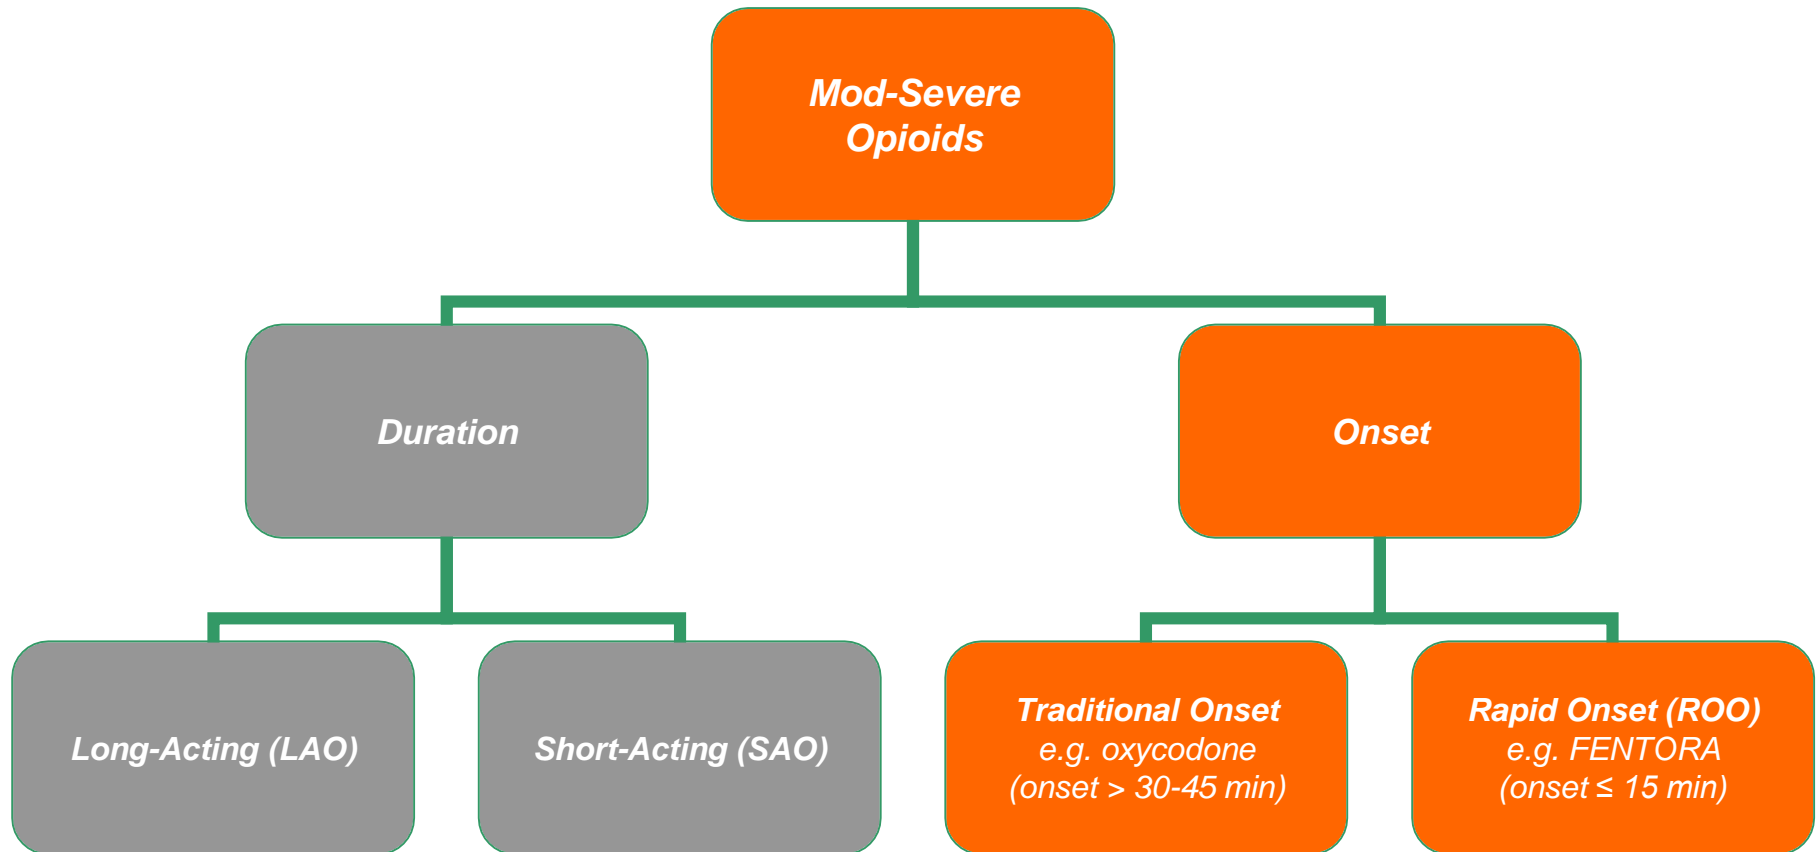 Mod-Severe
Opioids
Duration
Onset
Long-Acting (LAO)
Short-Acting (SAO)
Traditional Onset
e.g. oxycodone
(onset > 30-45 min)
Rapid Onset (ROO)
e.g. FENTORA
(onset ≤ 15 min)